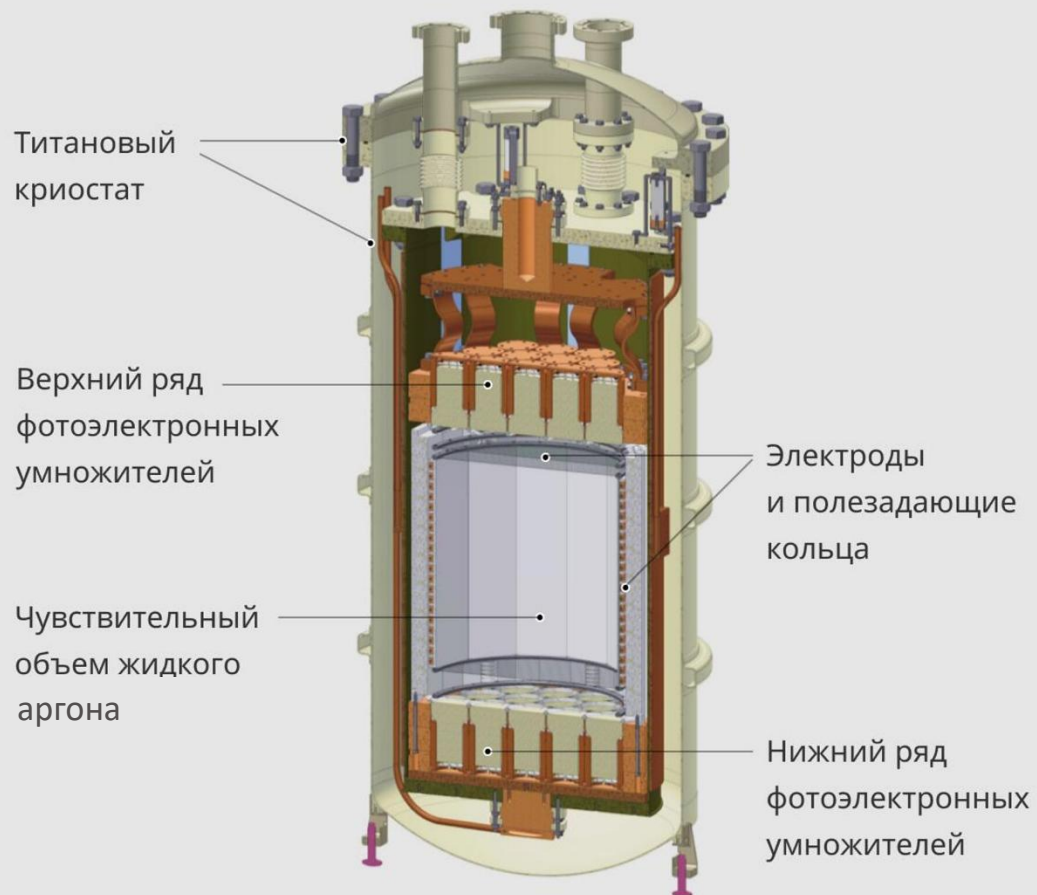 Титановый
криостат
Верхний ряд
фотоэлектронных
умножителей
Чувствительный
объем жидкого
аргона
Электроды
и полезадающие
кольца
Нижний ряд
фотоэлектронных
умножителей